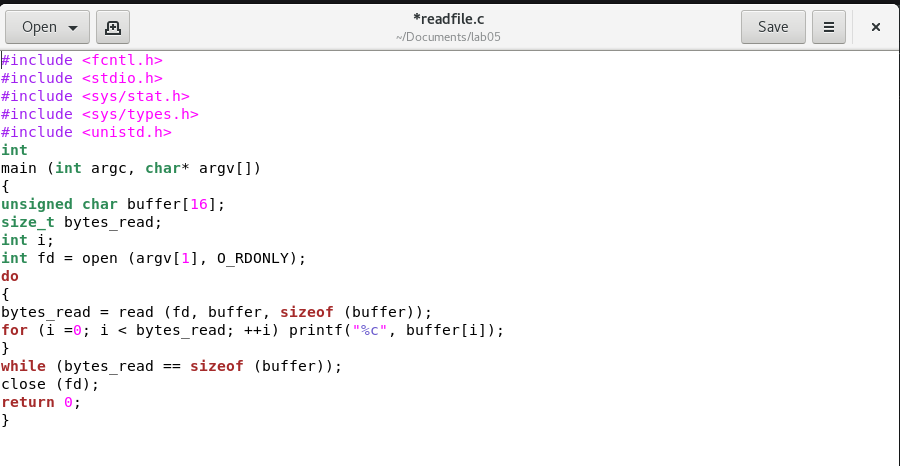 Open
*readfile.c
~/Documents/lab05
Save
#include <fcntl.h>
#include <stdio.h>
#include <sys/stat.h>
#include <sys/types.h>
#include <unistd.h>
int
main (int argc, char* argv[])
{
unsigned char buffer[16];
size_t bytes_read;
int i;
int fd = open (argv[1], O_RDONLY);
do
{
bytes_read = read (fd, buffer, sizeof (buffer));
for (i =0; i < bytes_read; ++i) printf("%c", buffer[i]);
}
while (bytes_read == sizeof (buffer));
close (fd);
return 0;
}